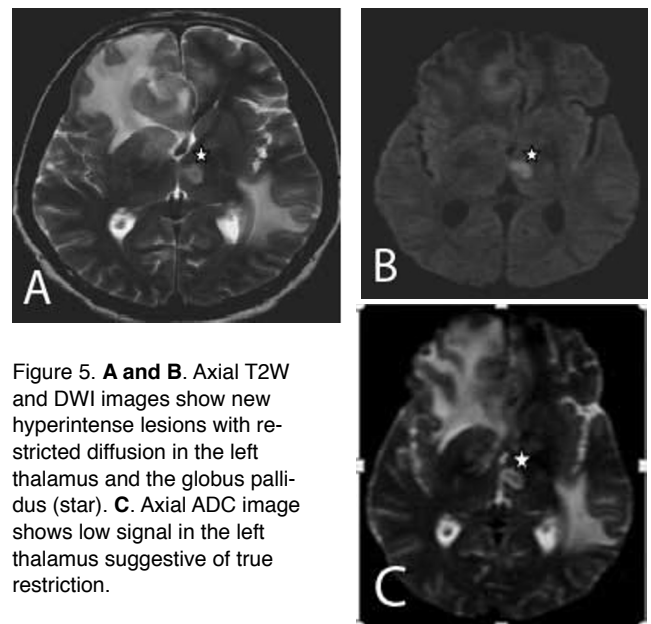 A
B
Figure 5. A and B. Axial T2W
and DWI images show new
hyperintense lesions with re-
stricted diffusion in the left
thalamus and the globus palli-
dus (star). C. Axial ADC image
shows low signal in the left
thalamus suggestive of true
restriction.
C